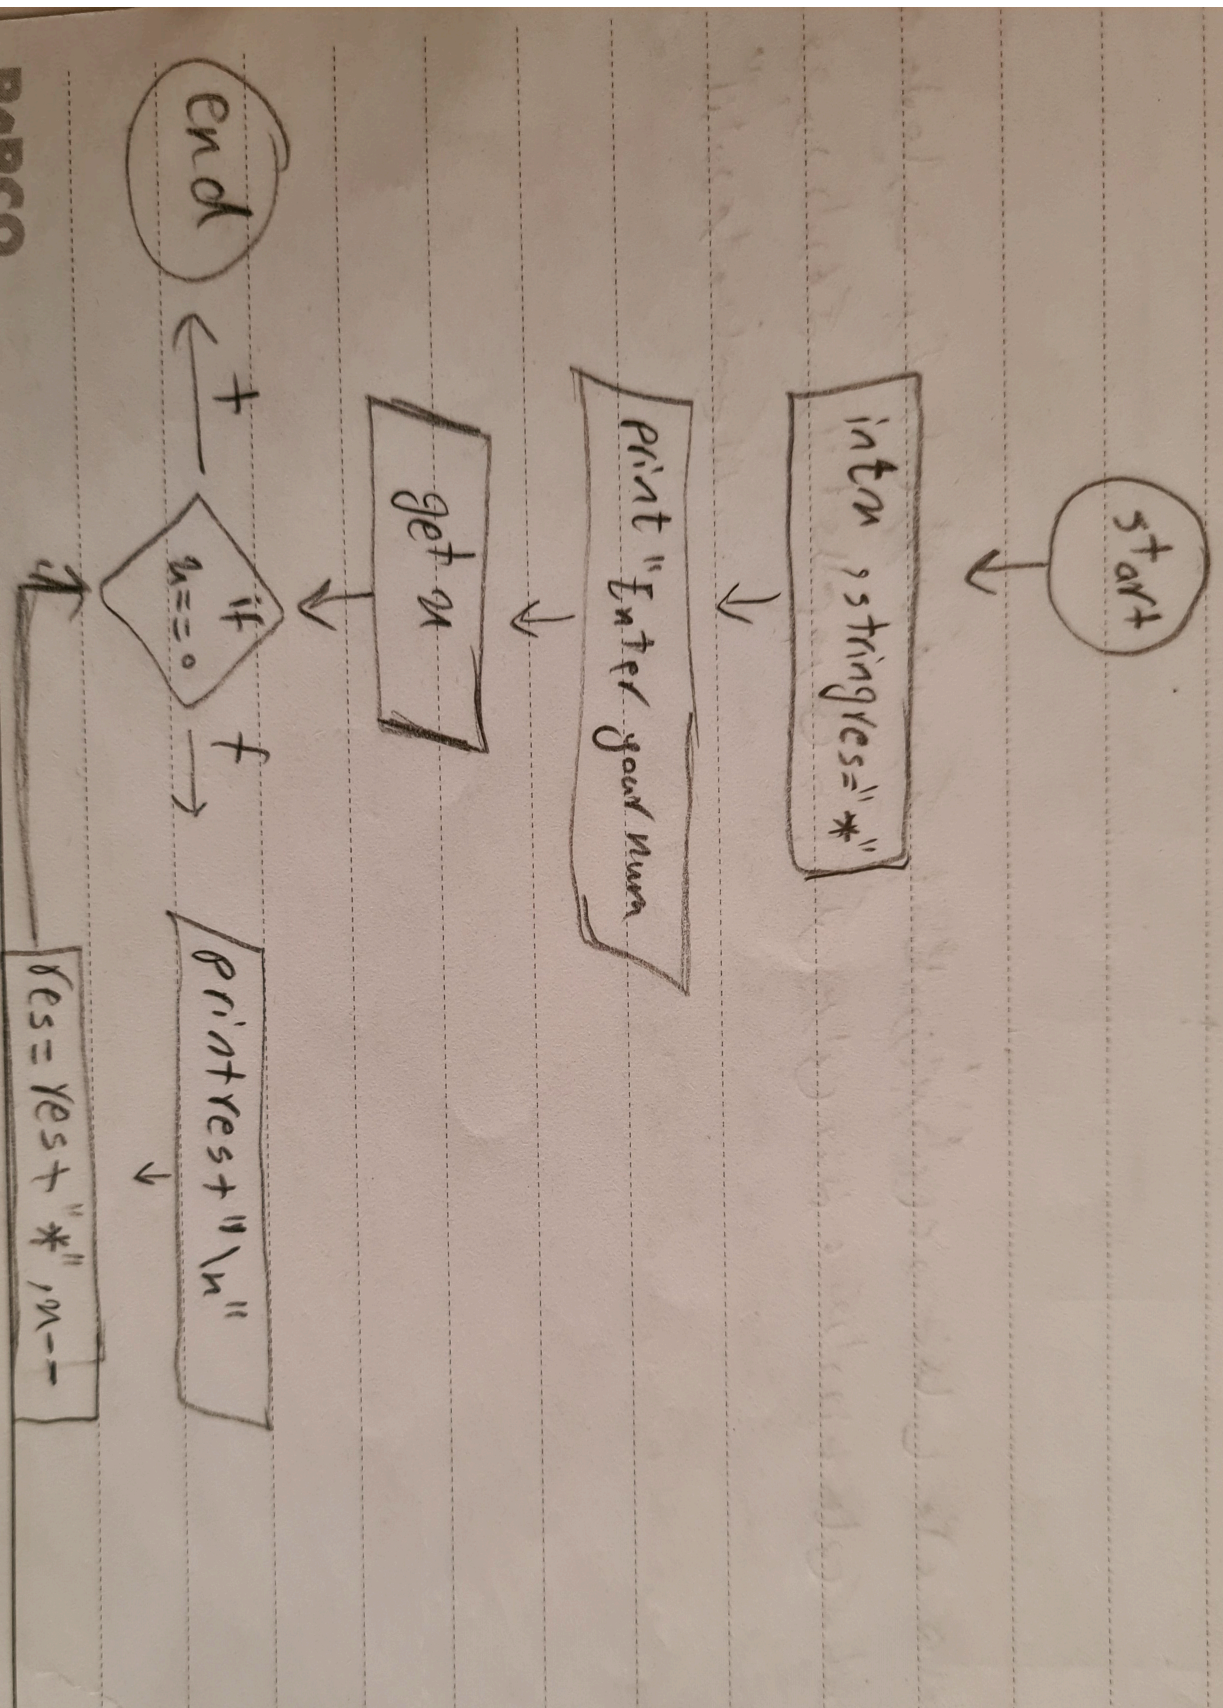 start
int n , string res = "*"
print "Enter your num
get n
if
n == 0
t
f
end
print res + "\n"
res = res + "*" , n--